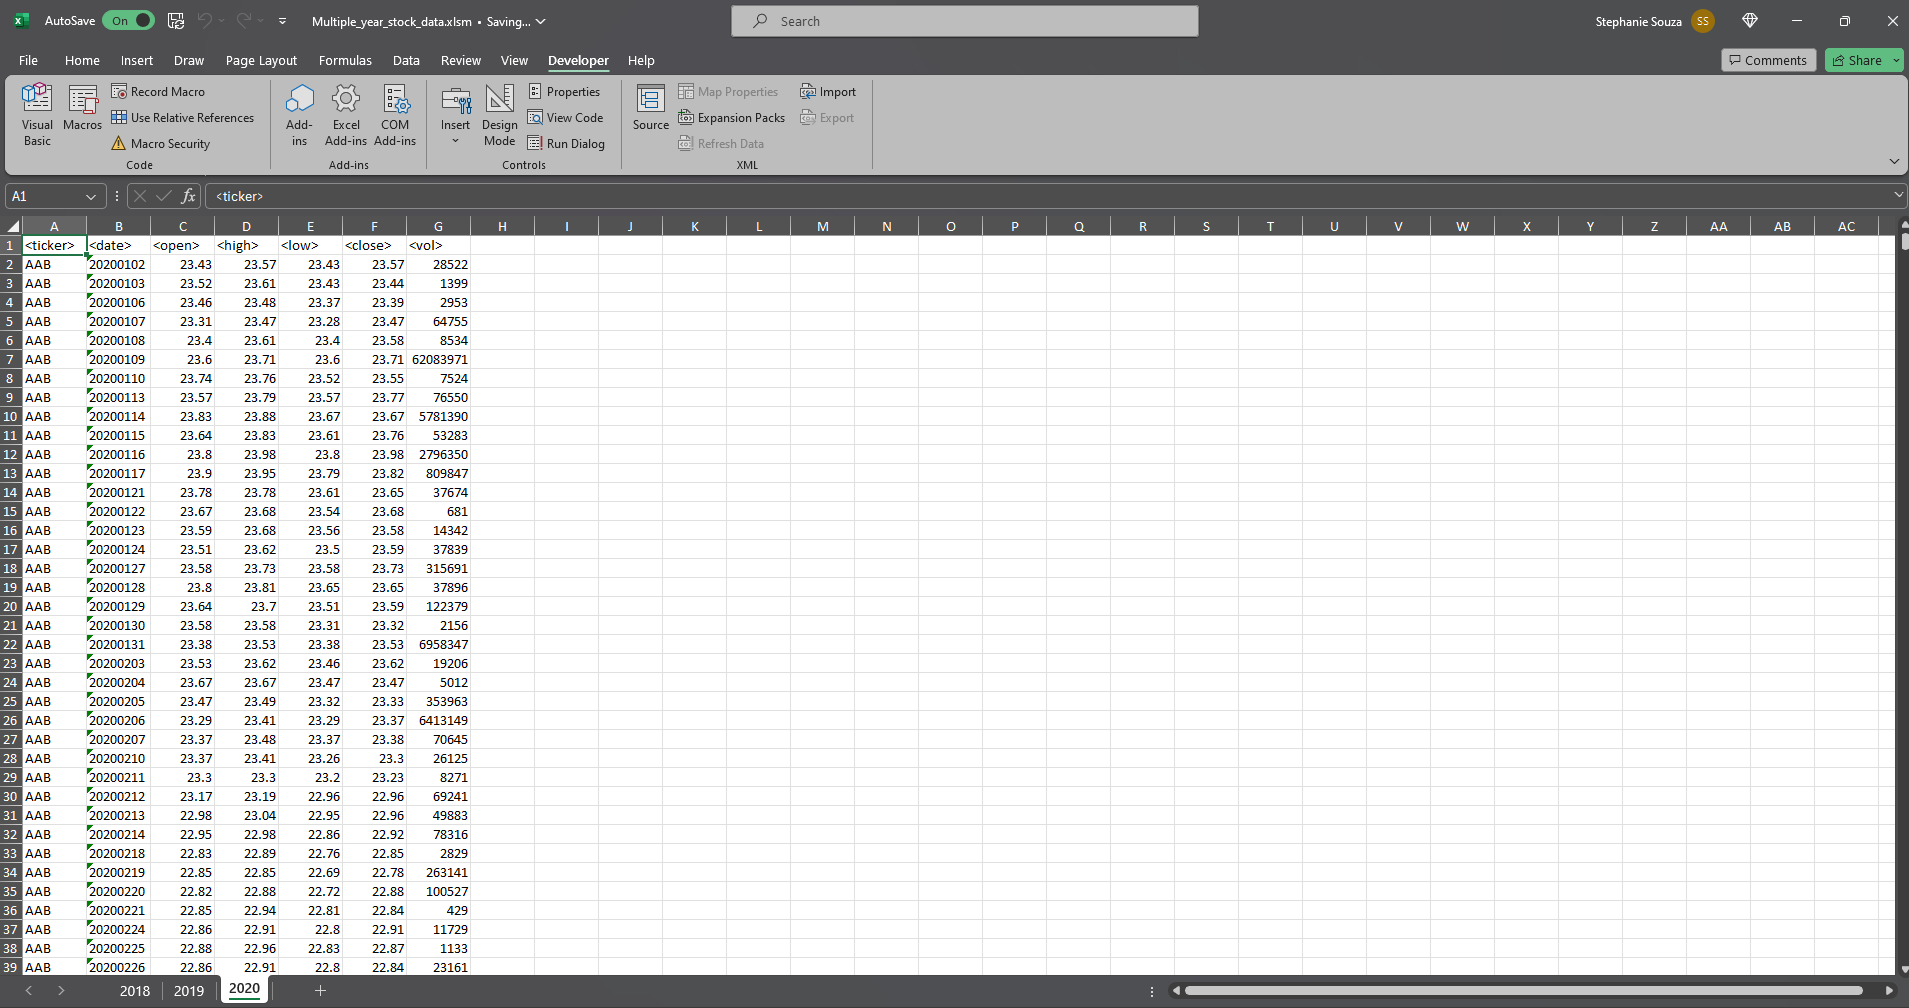 AutoSave On Multiple_year_stock_data.xlsm • Saving... Search Stephanie Souza SS
File Home Insert Draw Page Layout Formulas Data Review View Developer Help Comments Share
Visual Basic
Macros
Record Macro
Use Relative References
Macro Security
Code
Add-ins
Excel Add-ins
COM Add-ins
Add-ins
Insert
Design Mode
Properties
View Code
Run Dialog
Controls
Source
Map Properties
Expansion Packs
Refresh Data
Import
Export
XML
A1 fx <ticker>
A B C D E F G H I J K L M N O P Q R S T U V W X Y Z AA AB AC
1 <ticker> <date> <open> <high> <low> <close> <vol>
2 AAB 20200102 23.43 23.57 23.43 23.57 28522
3 AAB 20200103 23.52 23.61 23.43 23.44 1399
4 AAB 20200106 23.46 23.48 23.37 23.39 2953
5 AAB 20200107 23.31 23.47 23.28 23.47 64755
6 AAB 20200108 23.4 23.61 23.4 23.58 8534
7 AAB 20200109 23.6 23.71 23.6 23.71 62083971
8 AAB 20200110 23.74 23.76 23.52 23.55 7524
9 AAB 20200113 23.57 23.79 23.57 23.77 76550
10 AAB 20200114 23.83 23.88 23.67 23.67 5781390
11 AAB 20200115 23.64 23.83 23.61 23.76 53283
12 AAB 20200116 23.8 23.98 23.8 23.98 2796350
13 AAB 20200117 23.9 23.95 23.79 23.82 809847
14 AAB 20200121 23.78 23.78 23.61 23.65 37674
15 AAB 20200122 23.67 23.68 23.54 23.68 681
16 AAB 20200123 23.59 23.68 23.56 23.58 14342
17 AAB 20200124 23.51 23.62 23.5 23.59 37839
18 AAB 20200127 23.58 23.73 23.58 23.73 315691
19 AAB 20200128 23.8 23.81 23.65 23.65 37896
20 AAB 20200129 23.64 23.7 23.51 23.59 122379
21 AAB 20200130 23.58 23.58 23.31 23.32 2156
22 AAB 20200131 23.38 23.53 23.38 23.53 6958347
23 AAB 20200203 23.53 23.62 23.46 23.62 19206
24 AAB 20200204 23.67 23.67 23.47 23.47 5012
25 AAB 20200205 23.47 23.49 23.32 23.33 353963
26 AAB 20200206 23.29 23.41 23.29 23.37 6413149
27 AAB 20200207 23.37 23.48 23.37 23.38 70645
28 AAB 20200210 23.37 23.41 23.26 23.3 26125
29 AAB 20200211 23.3 23.3 23.2 23.23 8271
30 AAB 20200212 23.17 23.19 22.96 22.96 69241
31 AAB 20200213 22.98 23.04 22.95 22.96 49883
32 AAB 20200214 22.95 22.98 22.86 22.92 78316
33 AAB 20200218 22.83 22.89 22.76 22.85 2829
34 AAB 20200219 22.85 22.85 22.69 22.78 263141
35 AAB 20200220 22.82 22.88 22.72 22.88 100527
36 AAB 20200221 22.85 22.94 22.81 22.84 429
37 AAB 20200224 22.86 22.91 22.8 22.91 11729
38 AAB 20200225 22.88 22.96 22.83 22.87 1133
39 AAB 20200226 22.86 22.91 22.8 22.84 23161
2018 2019 2020